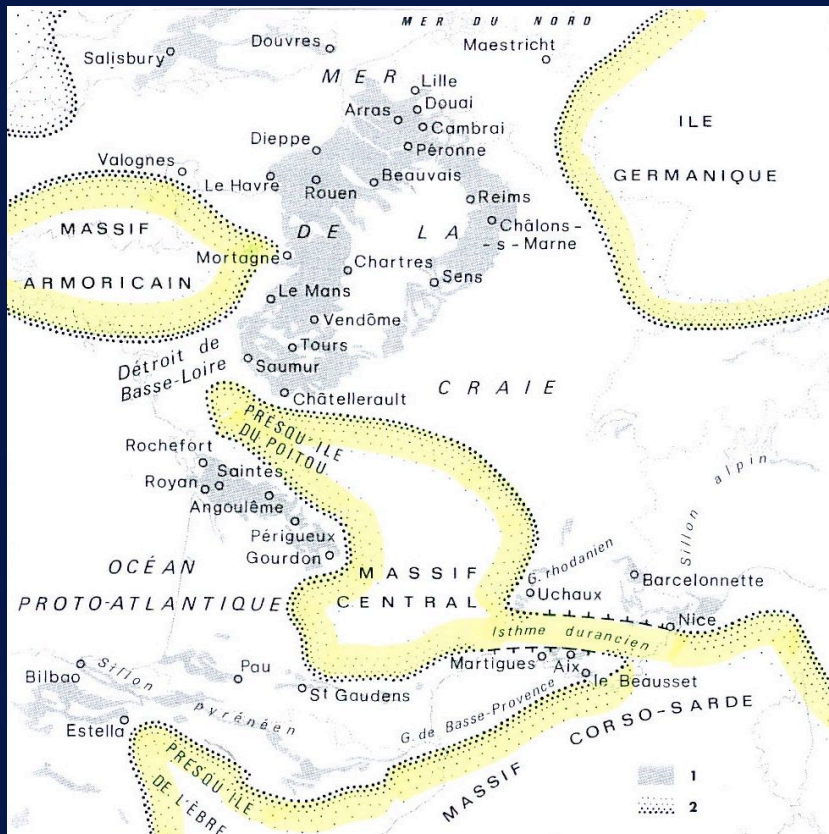 MER DU NORD
Douvres
Salisbury
Maestricht
MER
Lille
Douai
Arras
Cambrai
ILE
Dieppe
Péronne
Valognes
Le Havre
Rouen
Beauvais
GERMANIQUE
Reims
MASSIF
DE LA
Châlons-
-s-Marne
Mortagne
Chartres
ARMORICAIN
Sens
Le Mans
Vendôme
Tours
Détroit de
Basse-Loire
Saumur
CRAIE
Châtellerault
PRESQU'ILE
DU POITOU
Rochefort
Saintes
Royan
Angoulême
Sillon alpin
Périgueux
Gourdon
OCÉAN
PROTO-ATLANTIQUE
MASSIF
CENTRAL
G. rhodanien
Barcelonnette
Uchaux
Nice
Isthme durancien
Martigues
Aix
le Beausset
Bilbao
Sillon pyrénéen
Pau
St Gaudens
Estella
G. de Basse-Provence
MASSIF CORSO-SARDE
PRESQU'ILE
DE L'ÈBRE
1
2